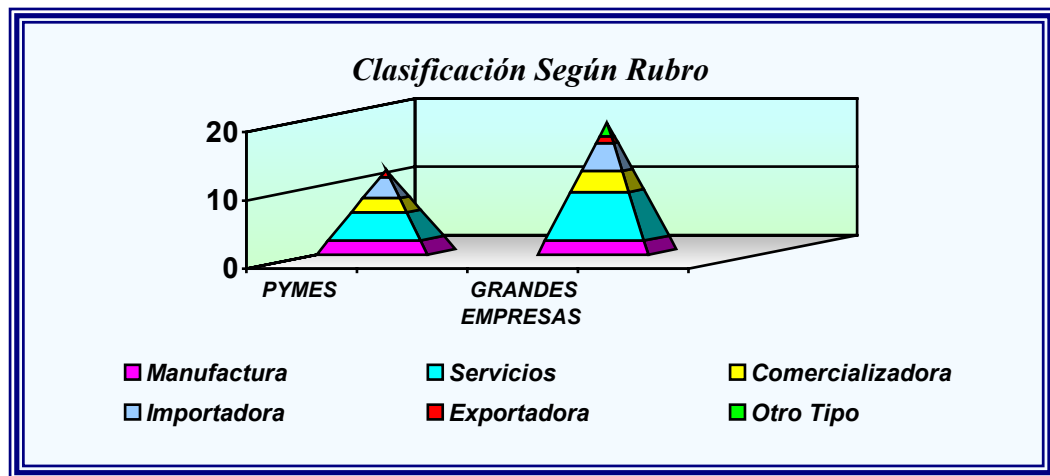 Clasificación Según Rubro
20
10
0
PYMES
GRANDES
EMPRESAS
Manufactura
Servicios
Comercializadora
Importadora
Exportadora
Otro Tipo